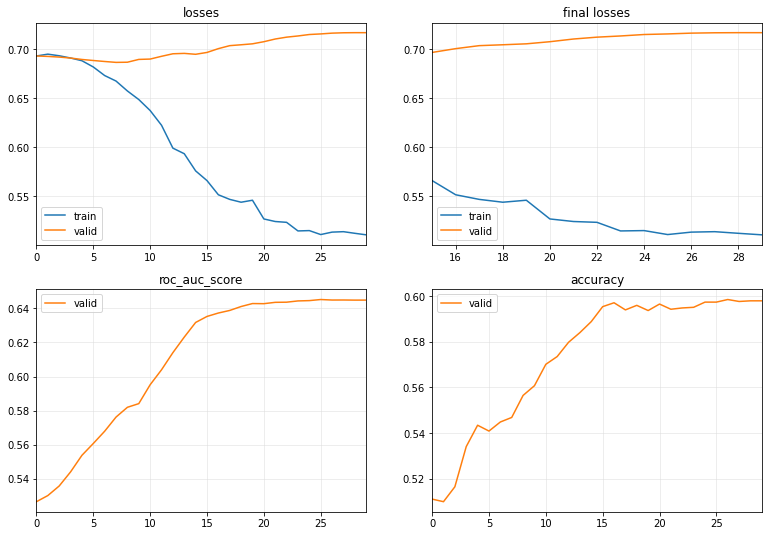 losses
0.70
0.65
0.60
0.55
train
valid
0 5 10 15 20 25
final losses
0.70
0.65
0.60
0.55
train
valid
16 18 20 22 24 26 28
roc_auc_score
valid
0.64
0.62
0.60
0.58
0.56
0.54
0 5 10 15 20 25
accuracy
0.60
valid
0.58
0.56
0.54
0.52
0 5 10 15 20 25